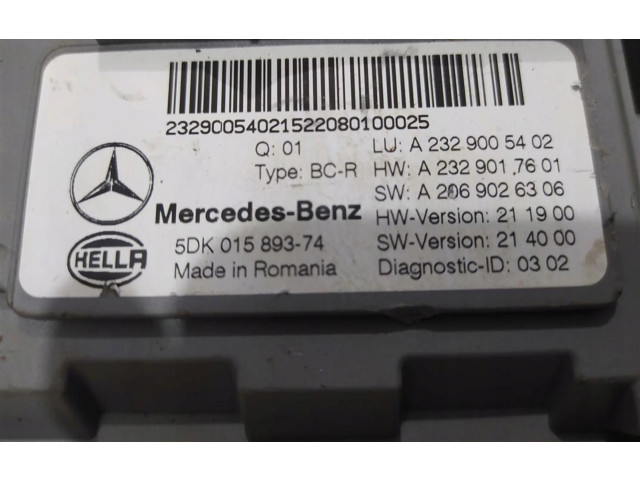 23290054021522080100025
Q: 01 LU: A 232 900 54 02
Type: BC-R HW: A 232 901 76 01
SW: A 206 902 63 06
Mercedes-Benz HW-Version: 21 19 00
5DK 015 893-74 SW-Version: 21 40 00
HELLA Made in Romania Diagnostic-ID: 03 02